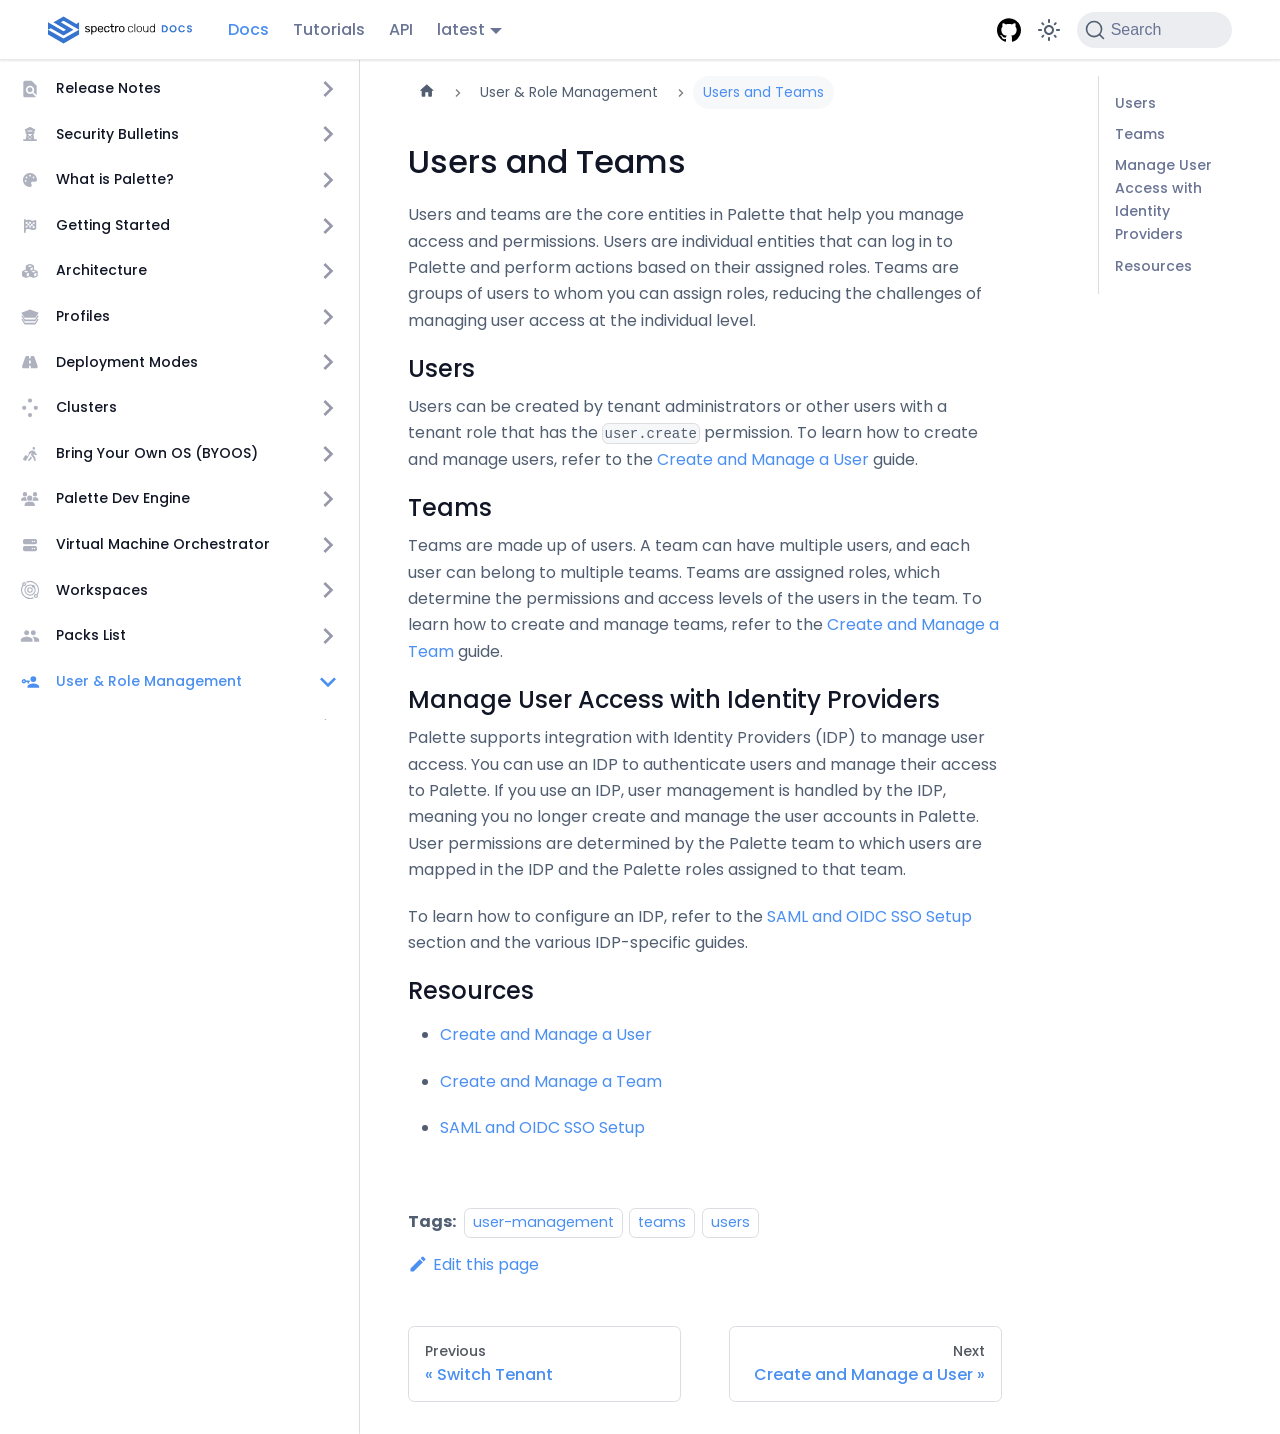 spectro cloud DOCS
Docs
Tutorials
API
latest
Search
Release Notes
Security Bulletins
What is Palette?
Getting Started
Architecture
Profiles
Deployment Modes
Clusters
Bring Your Own OS (BYOOS)
Palette Dev Engine
Virtual Machine Orchestrator
Workspaces
Packs List
User & Role Management
User & Role Management
Users and Teams
Users and Teams
Users and teams are the core entities in Palette that help you manage
access and permissions. Users are individual entities that can log in to
Palette and perform actions based on their assigned roles. Teams are
groups of users to whom you can assign roles, reducing the challenges of
managing user access at the individual level.
Users
Users can be created by tenant administrators or other users with a
tenant role that has the user.create permission. To learn how to create
and manage users, refer to the Create and Manage a User guide.
Teams
Teams are made up of users. A team can have multiple users, and each
user can belong to multiple teams. Teams are assigned roles, which
determine the permissions and access levels of the users in the team. To
learn how to create and manage teams, refer to the Create and Manage a
Team guide.
Manage User Access with Identity Providers
Palette supports integration with Identity Providers (IDP) to manage user
access. You can use an IDP to authenticate users and manage their access
to Palette. If you use an IDP, user management is handled by the IDP,
meaning you no longer create and manage the user accounts in Palette.
User permissions are determined by the Palette team to which users are
mapped in the IDP and the Palette roles assigned to that team.
To learn how to configure an IDP, refer to the SAML and OIDC SSO Setup
section and the various IDP-specific guides.
Resources
Create and Manage a User
Create and Manage a Team
SAML and OIDC SSO Setup
Tags: user-management teams users
Edit this page
Previous
« Switch Tenant
Next
Create and Manage a User »
Users
Teams
Manage User
Access with
Identity
Providers
Resources